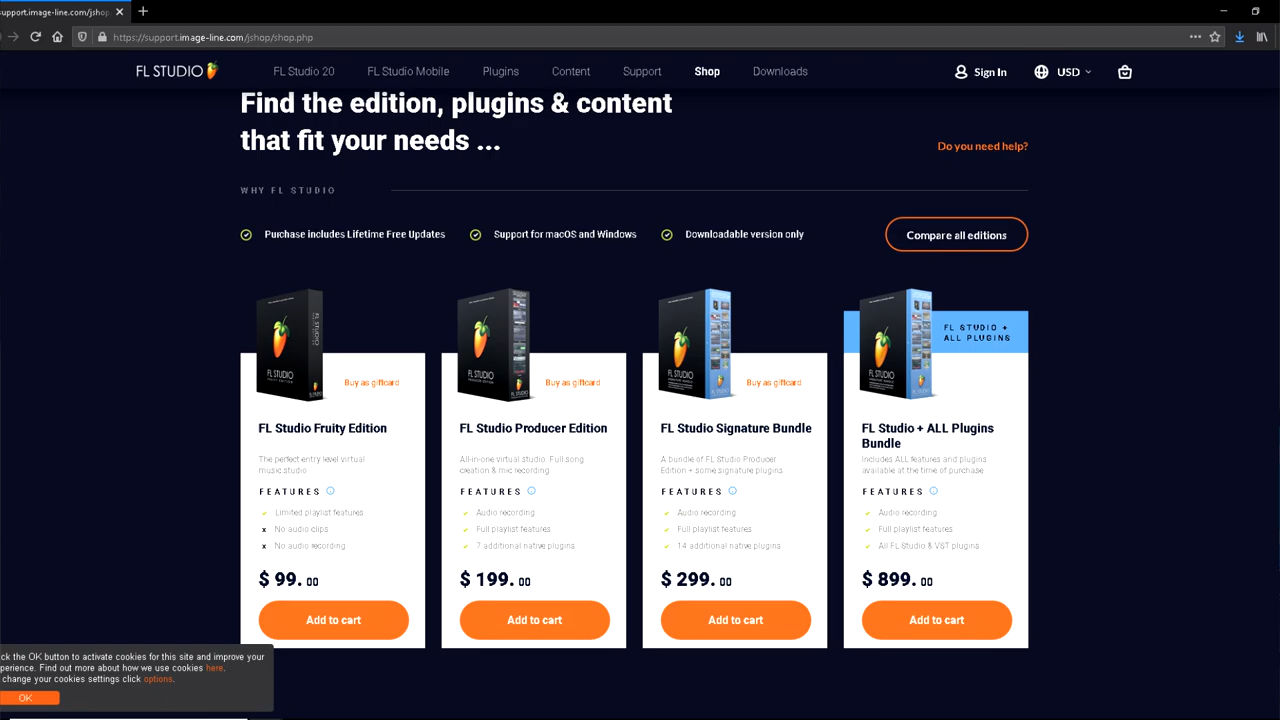 support.image-line.com/jshop
https://support.image-line.com/jshop/shop.php
FL STUDIO
FL Studio 20
FL Studio Mobile
Plugins
Content
Support
Shop
Downloads
Sign In
USD
Find the edition, plugins & content
that fit your needs ...
Do you need help?
WHY FL STUDIO
Purchase includes Lifetime Free Updates
Support for macOS and Windows
Downloadable version only
Compare all editions
FL STUDIO
FL STUDIO
Buy as giftcard
FL Studio Fruity Edition
The perfect entry level virtual
music studio
FEATURES
Limited playlist features
x No audio clips
x No audio recording
$ 99. 00
Add to cart
FL STUDIO
Buy as giftcard
FL Studio Producer Edition
All-in-one virtual studio. Full song
creation & mic recording
FEATURES
Audio recording
Full playlist features
7 additional native plugins
$ 199. 00
Add to cart
FL STUDIO
Buy as giftcard
FL Studio Signature Bundle
A bundle of FL Studio Producer
Edition + some signature plugins
FEATURES
Audio recording
Full playlist features
14 additional native plugins
$ 299. 00
Add to cart
FL STUDIO
FL STUDIO +
ALL PLUGINS
FL Studio + ALL Plugins
Bundle
Includes ALL features and plugins
available at the time of purchase
FEATURES
Audio recording
Full playlist features
All FL Studio & VST plugins
$ 899. 00
Add to cart
ck the OK button to activate cookies for this site and improve your
perience. Find out more about how we use cookies here.
change your cookies settings click options.
OK